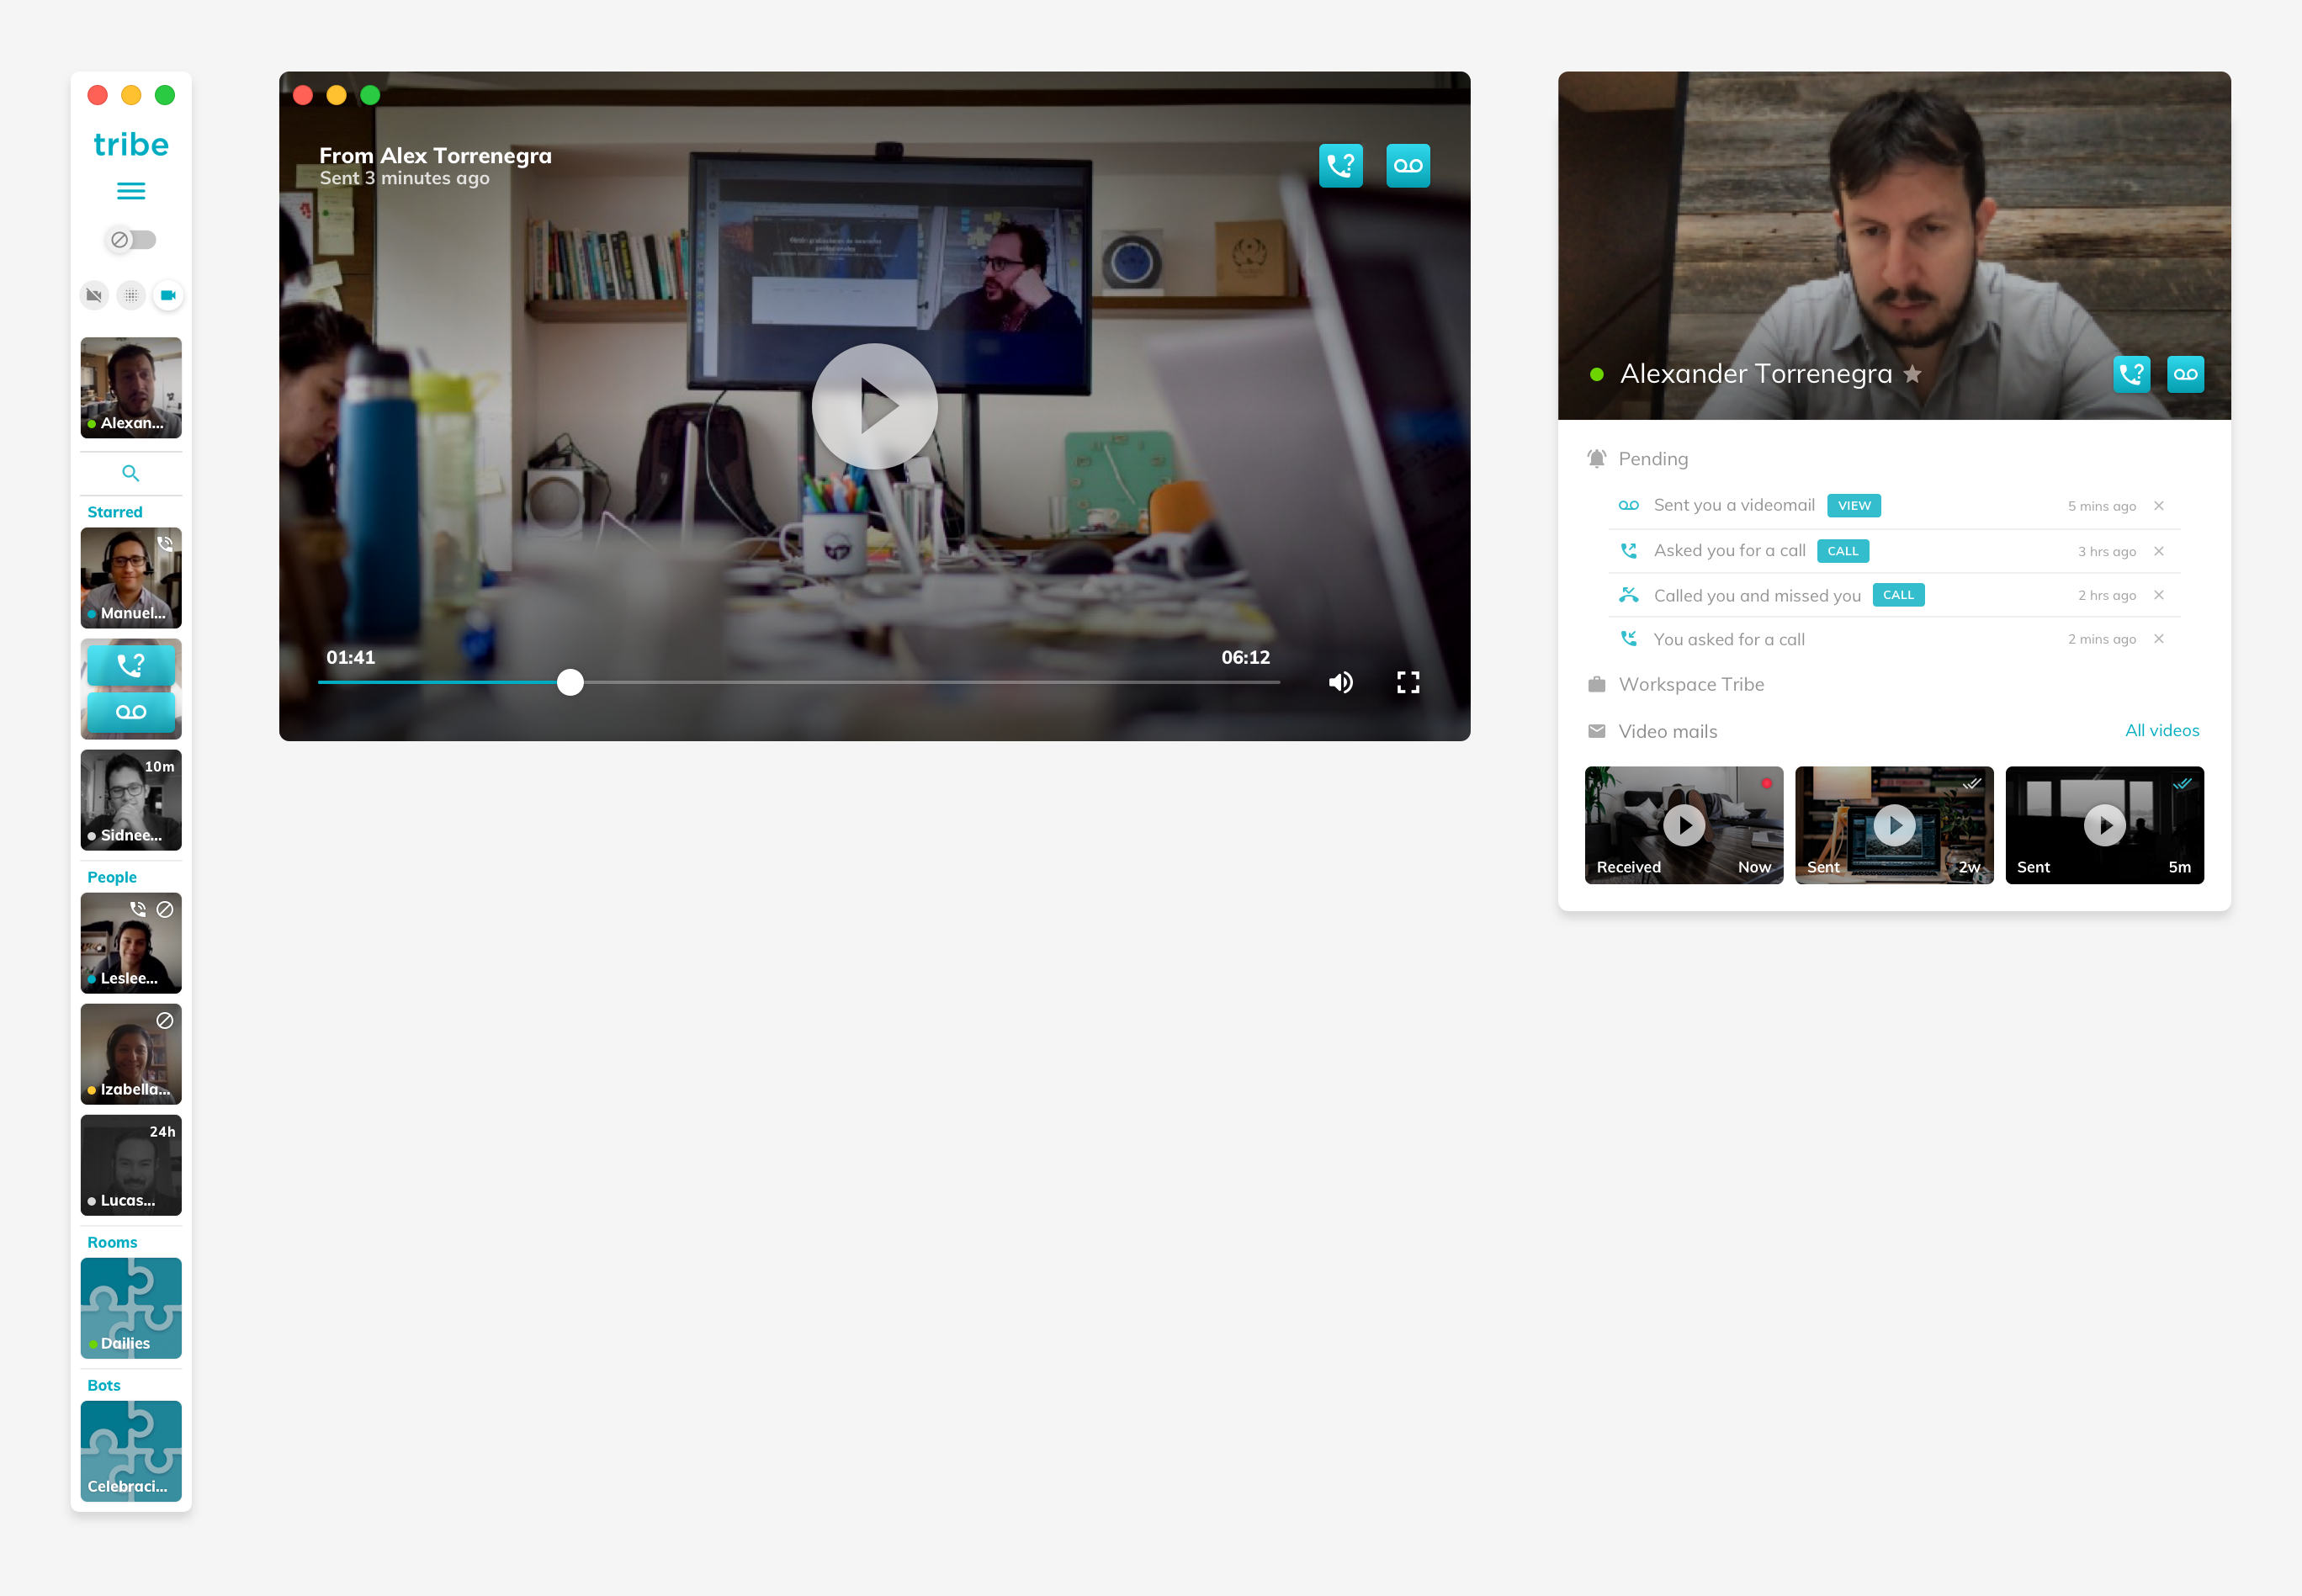 tribe
Alexan...
Starred
Manuel...
10m
Sidnee...
People
Leslee...
Izabella...
24h
Lucas...
Rooms
Dailies
Bots
Celebraci...
From Alex Torrenegra
Sent 3 minutes ago
01:41
06:12
Alexander Torrenegra
Pending
Sent you a videomail VIEW 5 mins ago
Asked you for a call CALL 3 hrs ago
Called you and missed you CALL 2 hrs ago
You asked for a call 2 mins ago
Workspace Tribe
Video mails All videos
Received Now
Sent 2w
Sent 5m